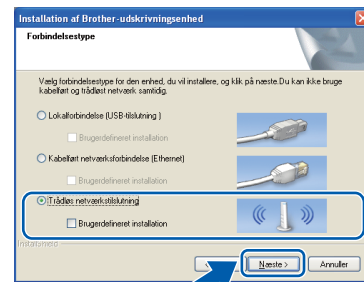 Installation af Brother-udskrivningsenhed
Forbindelsestype
Vælg forbindelsestype for den enhed, du vil installere, og klik på næste.Du kan ikke bruge
kabelført og trådløst netværk samtidig.
Lokalforbindelse (USB-tilslutning )
Brugerdefineret installation
Kabelført netværksforbindelse (Ethernet)
Brugerdefineret installation
Trådløs netværkstilslutning
Brugerdefineret installation
InstallShield
< Næste > Annuller